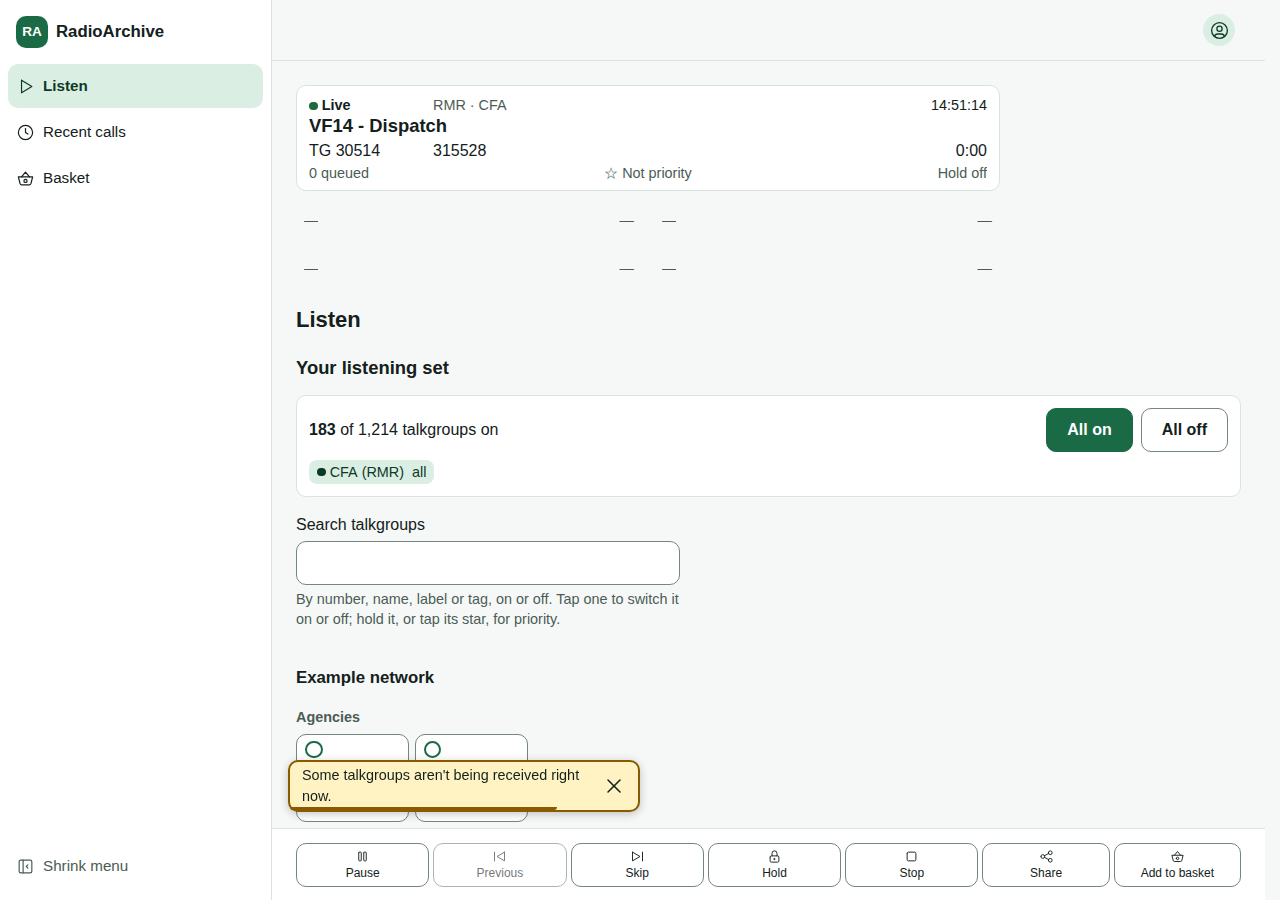 RA RadioArchive
Listen
Recent calls
Basket
Shrink menu
Live RMR · CFA 14:51:14
VF14 - Dispatch
TG 30514 315528 0:00
0 queued ☆ Not priority Hold off
— — — —
— — — —
Listen
Your listening set
183 of 1,214 talkgroups on All on All off
CFA (RMR) all
Search talkgroups
By number, name, label or tag, on or off. Tap one to switch it
on or off; hold it, or tap its star, for priority.
Example network
Agencies
Some talkgroups aren't being received right
now.
Pause Previous Skip Hold Stop Share Add to basket